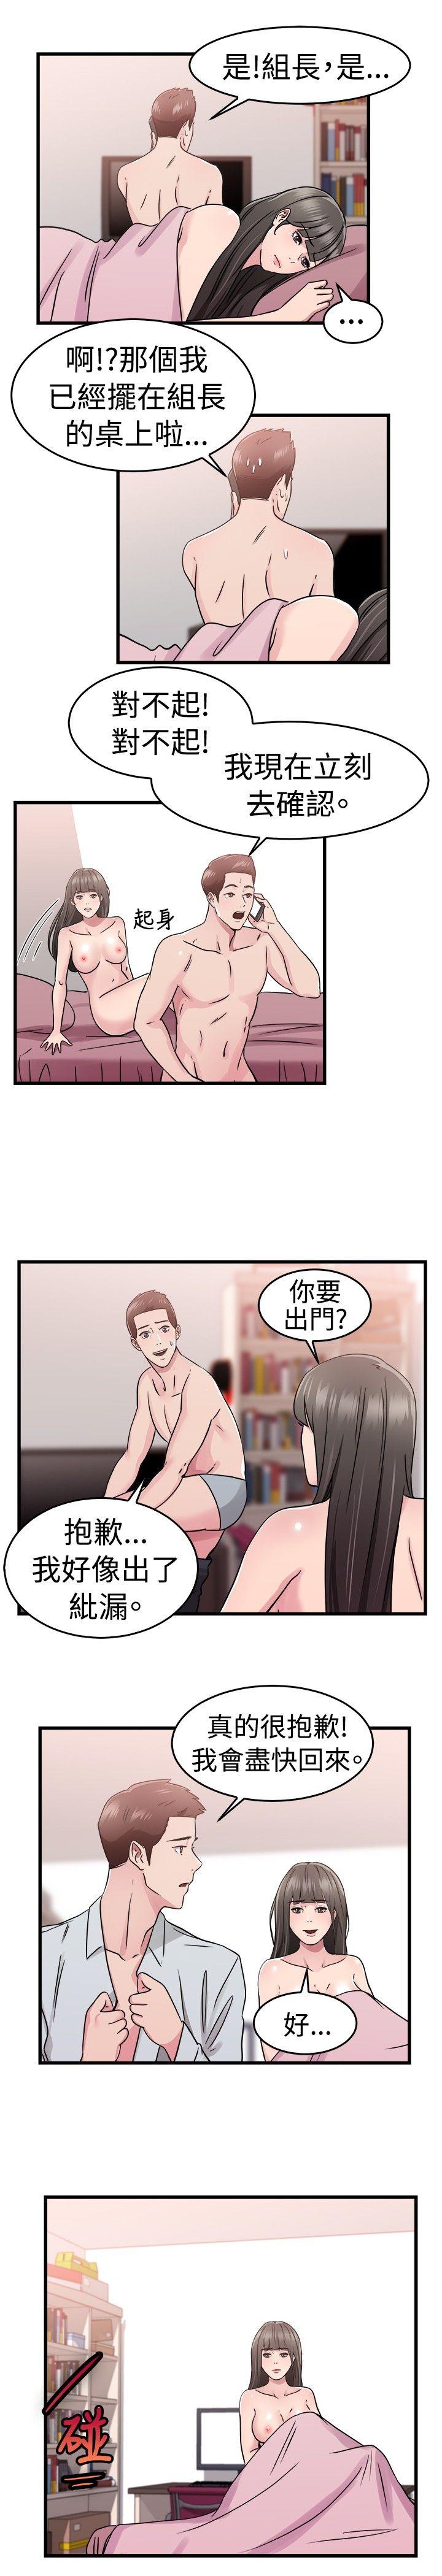 是!組長,是...
...
啊!?那個我
已經擺在組長
的桌上啦...
對不起!
對不起!
我現在立刻
去確認。
起身
你要
出門?
抱歉...
我好像出了
紕漏。
真的很抱歉!
我會盡快回來。
好...
碰